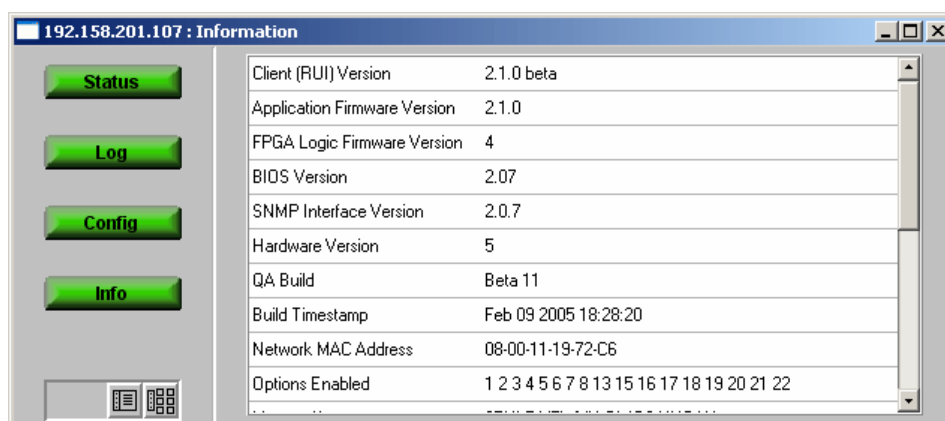 192.158.201.107 : Information
Status
Log
Config
Info
Client (RUI) Version 2.1.0 beta
Application Firmware Version 2.1.0
FPGA Logic Firmware Version 4
BIOS Version 2.07
SNMP Interface Version 2.0.7
Hardware Version 5
QA Build Beta 11
Build Timestamp Feb 09 2005 18:28:20
Network MAC Address 08-00-11-19-72-C6
Options Enabled 1 2 3 4 5 6 7 8 13 15 16 17 18 19 20 21 22